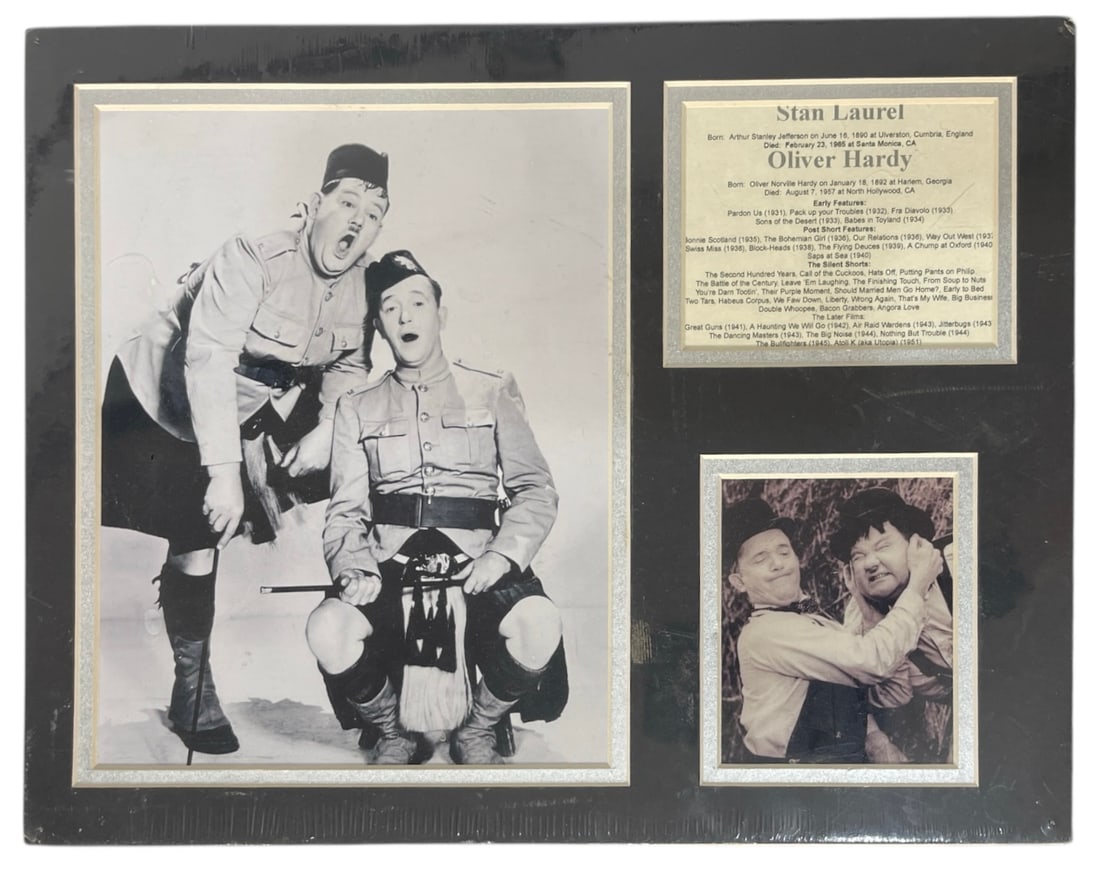 Stan Laurel
Born: Arthur Stanley Jefferson on June 16, 1890 at Ulverston, Cumbria, England
Died: February 23, 1965 at Santa Monica, CA
Oliver Hardy
Born: Oliver Norville Hardy on January 18, 1892 at Harlem, Georgia
Died: August 7, 1957 at North Hollywood, CA
Early Features:
Pardon Us (1931), Pack up your Troubles (1932), Fra Diavolo (1933)
Sons of the Desert (1933), Babes in Toyland (1934)
Post Short Features:
onnie Scotland (1935), The Bohemian Girl (1936), Our Relations (1936), Way Out West (193
Swiss Miss (1936), Block-Heads (1938), The Flying Deuces (1939), A Chump at Oxford (1940
Saps at Sea (1940)
The Silent Shorts:
The Second Hundred Years, Call of the Cuckoos, Hats Off, Putting Pants on Philip
The Battle of the Century, Leave 'Em Laughing, The Finishing Touch, From Soup to Nuts
You're Darn Tootin', Their Purple Moment, Should Married Men Go Home?, Early to Bed
Two Tars, Habeus Corpus, We Faw Down, Liberty, Wrong Again, That's My Wife, Big Business
Double Whoopee, Bacon Grabbers, Angora Love
The Later Films:
Great Guns (1941), A Haunting We Will Go (1942), Air Raid Wardens (1943), Jitterbugs (1943
The Dancing Masters (1943), The Big Noise (1944), Nothing But Trouble (1944)
The Bullfighters (1945), Atoll K (aka Utopia) (1951)